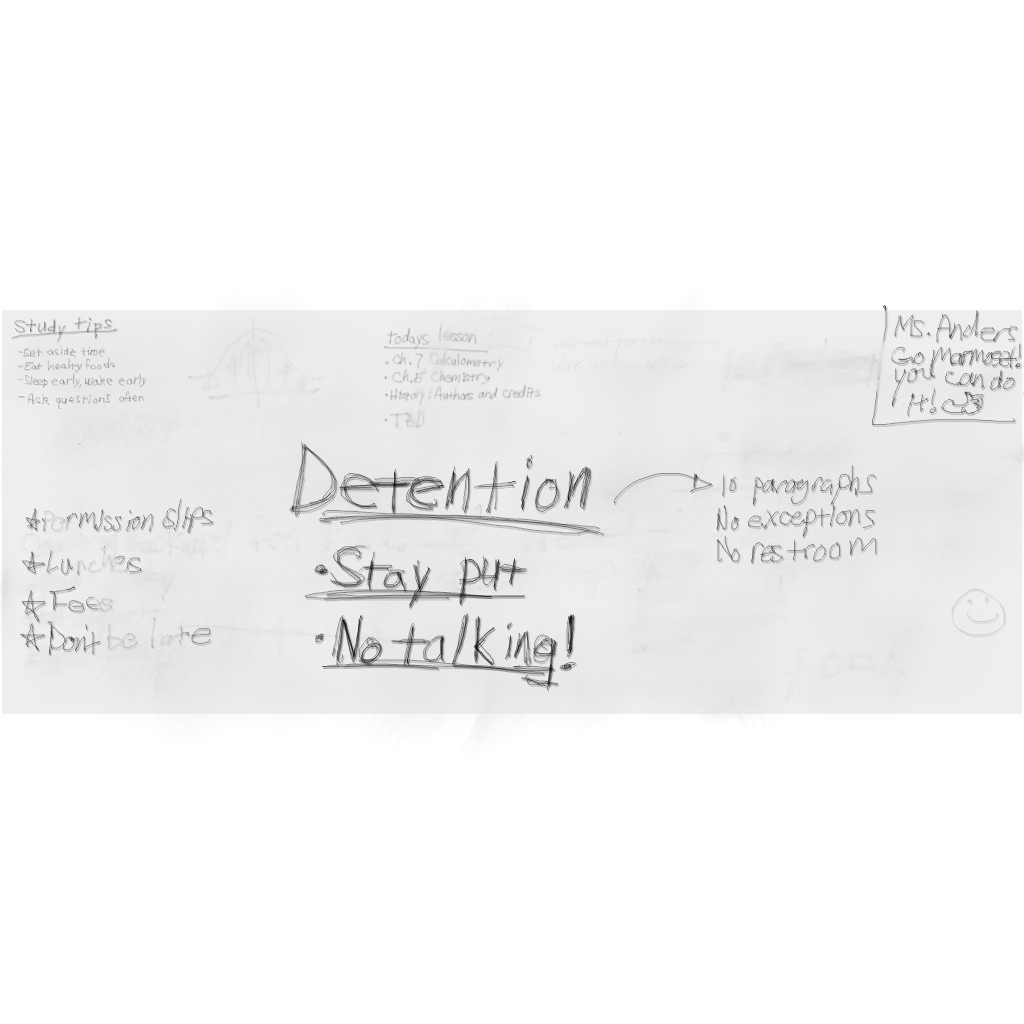 Study tips
-Set aside time
-Eat healty foods
-Sleep early, wake early
-Ask questions often
todays lesson
• Ch. 7 Calculometry
• Ch. E Chemistry
• History: Authors and credits
• TBD
Ms. Anders
Go Marmoset!
you can do
it!
Detention
• Stay put
• No talking!
10 paragraphs
No exceptions
No restroom
☆Permission slips
☆Lunches
☆Fees
☆Don't be late